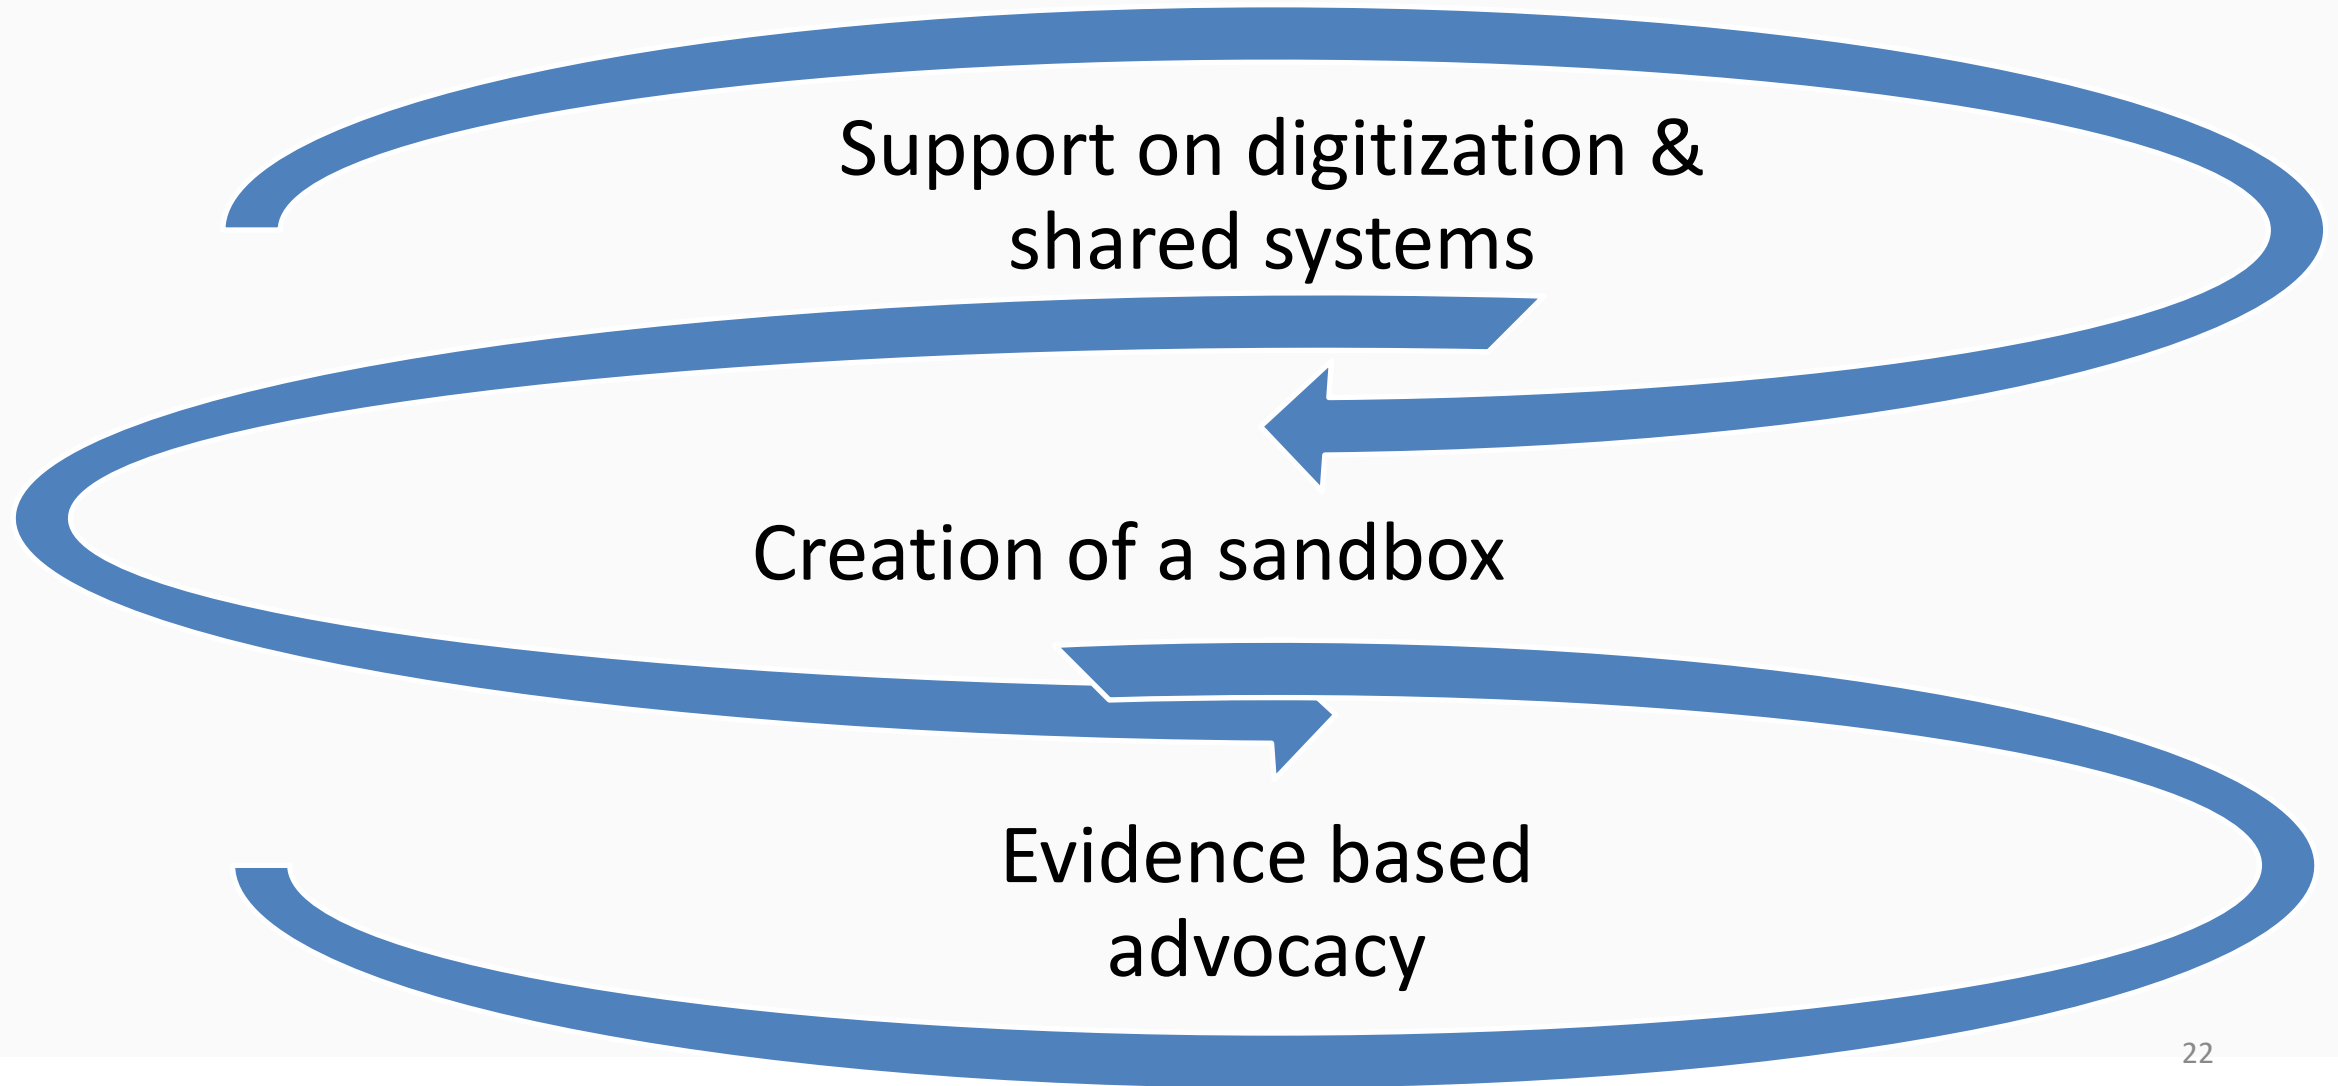 Support on digitization &
shared systems
Creation of a sandbox
Evidence based
advocacy
22